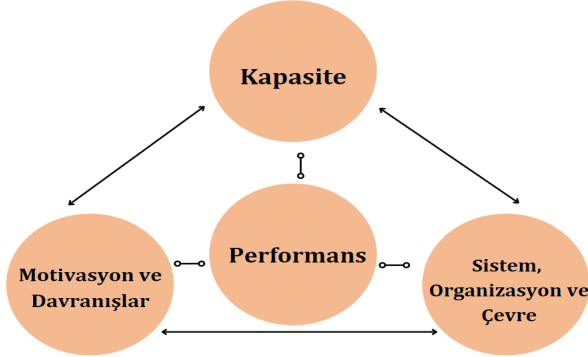 Kapasite
Performans
Motivasyon ve
Davranışlar
Sistem,
Organizasyon ve
Çevre